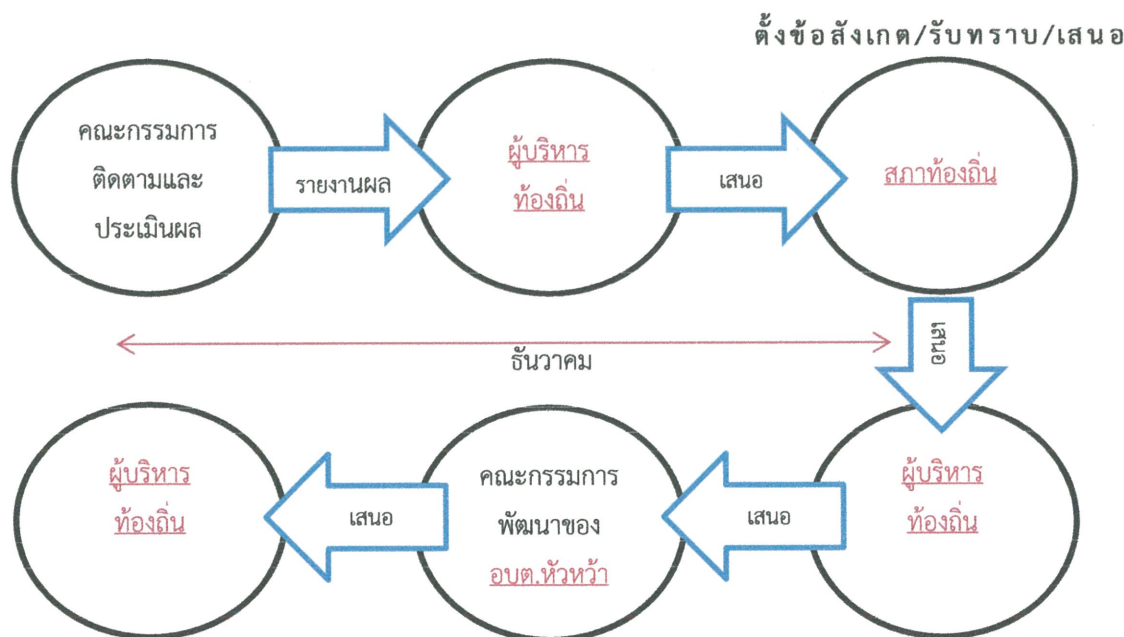 ตั้งข้อสังเกต/รับทราบ/เสนอ
คณะกรรมการ
ติดตามและ
ประเมินผล
รายงานผล
ผู้บริหาร
ท้องถิ่น
เสนอ
สภาท้องถิ่น
เสนอ
ธันวาคม
ผู้บริหาร
ท้องถิ่น
เสนอ
คณะกรรมการ
พัฒนาของ
อบต.หัวหว้า
เสนอ
ผู้บริหาร
ท้องถิ่น